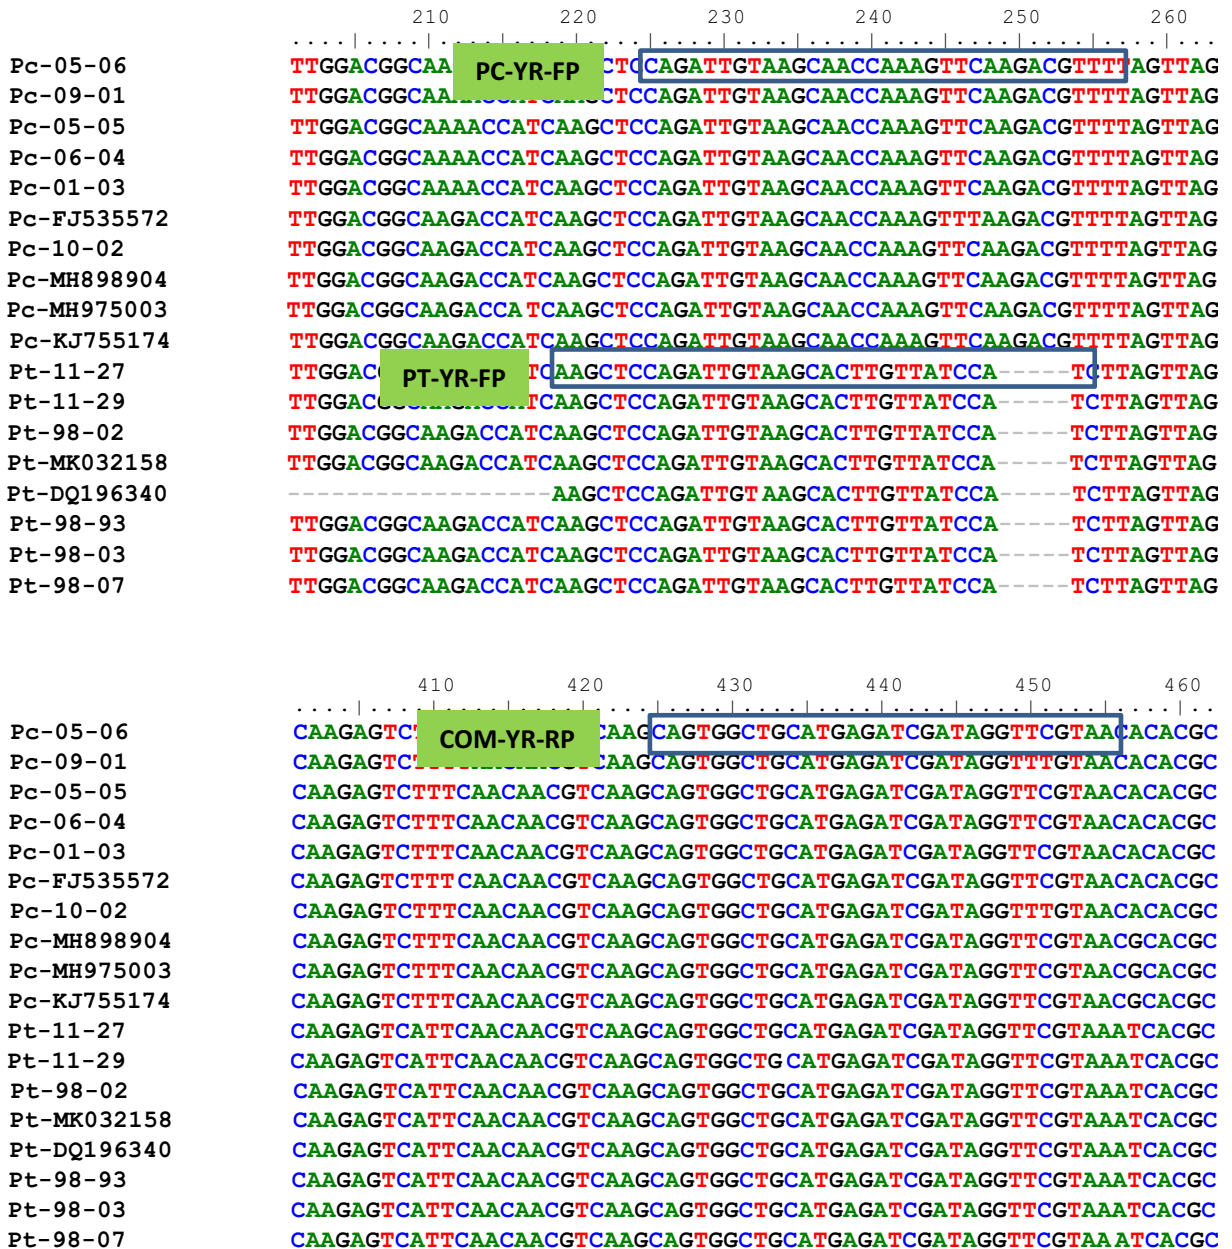 210 220 230 240 250 260
Pc-05-06 TTGGACGGCAA PC-YR-FP CTCCAGATTGTAAGCAACCAAAGTTCAAGACGTTTTAGTTAG
Pc-09-01 TTGGACGGCAAAACCATCAAGCTCCAGATTGTAAGCAACCAAAGTTCAAGACGTTTTAGTTAG
Pc-05-05 TTGGACGGCAAAACCATCAAGCTCCAGATTGTAAGCAACCAAAGTTCAAGACGTTTTAGTTAG
Pc-06-04 TTGGACGGCAAAACCATCAAGCTCCAGATTGTAAGCAACCAAAGTTCAAGACGTTTTAGTTAG
Pc-01-03 TTGGACGGCAAAACCATCAAGCTCCAGATTGTAAGCAACCAAAGTTCAAGACGTTTTAGTTAG
Pc-FJ535572 TTGGACGGCAAGACCATCAAGCTCCAGATTGTAAGCAACCAAAGTTTAAGACGTTTTAGTTAG
Pc-10-02 TTGGACGGCAAGACCATCAAGCTCCAGATTGTAAGCAACCAAAGTTCAAGACGTTTTAGTTAG
Pc-MH898904 TTGGACGGCAAGACCATCAAGCTCCAGATTGTAAGCAACCAAAGTTCAAGACGTTTTAGTTAG
Pc-MH975003 TTGGACGGCAAGACCATCAAGCTCCAGATTGTAAGCAACCAAAGTTCAAGACGTTTTAGTTAG
Pc-KJ755174 TTGGACGGCAAGACCATCAAGCTCCAGATTGTAAGCAACCAAAGTTCAAGACGTTTTAGTTAG
Pt-11-27 TTGGAC PT-YR-FP TCAAGCTCCAGATTGTAAGCACTTGTTATCCA-----TCTTAGTTAG
Pt-11-29 TTGGACGGCAAGACCATCAAGCTCCAGATTGTAAGCACTTGTTATCCA-----TCTTAGTTAG
Pt-98-02 TTGGACGGCAAGACCATCAAGCTCCAGATTGTAAGCACTTGTTATCCA-----TCTTAGTTAG
Pt-MK032158 TTGGACGGCAAGACCATCAAGCTCCAGATTGTAAGCACTTGTTATCCA-----TCTTAGTTAG
Pt-DQ196340 ------------------AAGCTCCAGATTGTAAGCACTTGTTATCCA-----TCTTAGTTAG
Pt-98-93 TTGGACGGCAAGACCATCAAGCTCCAGATTGTAAGCACTTGTTATCCA-----TCTTAGTTAG
Pt-98-03 TTGGACGGCAAGACCATCAAGCTCCAGATTGTAAGCACTTGTTATCCA-----TCTTAGTTAG
Pt-98-07 TTGGACGGCAAGACCATCAAGCTCCAGATTGTAAGCACTTGTTATCCA-----TCTTAGTTAG
410 420 430 440 450 460
Pc-05-06 CAAGAGTCT COM-YR-RP CAAGCAGTGGCTGCATGAGATCGATAGGTTCGTAACACACGC
Pc-09-01 CAAGAGTCTTTCAACAACGTCAAGCAGTGGCTGCATGAGATCGATAGGTTTGTAACACACGC
Pc-05-05 CAAGAGTCTTTCAACAACGTCAAGCAGTGGCTGCATGAGATCGATAGGTTCGTAACACACGC
Pc-06-04 CAAGAGTCTTTCAACAACGTCAAGCAGTGGCTGCATGAGATCGATAGGTTCGTAACACACGC
Pc-01-03 CAAGAGTCTTTCAACAACGTCAAGCAGTGGCTGCATGAGATCGATAGGTTCGTAACACACGC
Pc-FJ535572 CAAGAGTCTTTCAACAACGTCAAGCAGTGGCTGCATGAGATCGATAGGTTCGTAACACACGC
Pc-10-02 CAAGAGTCTTTCAACAACGTCAAGCAGTGGCTGCATGAGATCGATAGGTTTGTAACACACGC
Pc-MH898904 CAAGAGTCTTTCAACAACGTCAAGCAGTGGCTGCATGAGATCGATAGGTTCGTAACGCACGC
Pc-MH975003 CAAGAGTCTTTCAACAACGTCAAGCAGTGGCTGCATGAGATCGATAGGTTCGTAACGCACGC
Pc-KJ755174 CAAGAGTCTTTCAACAACGTCAAGCAGTGGCTGCATGAGATCGATAGGTTCGTAACGCACGC
Pt-11-27 CAAGAGTCATTCAACAACGTCAAGCAGTGGCTGCATGAGATCGATAGGTTCGTAAATCACGC
Pt-11-29 CAAGAGTCATTCAACAACGTCAAGCAGTGGCTGCATGAGATCGATAGGTTCGTAAATCACGC
Pt-98-02 CAAGAGTCATTCAACAACGTCAAGCAGTGGCTGCATGAGATCGATAGGTTCGTAAATCACGC
Pt-MK032158 CAAGAGTCATTCAACAACGTCAAGCAGTGGCTGCATGAGATCGATAGGTTCGTAAATCACGC
Pt-DQ196340 CAAGAGTCATTCAACAACGTCAAGCAGTGGCTGCATGAGATCGATAGGTTCGTAAATCACGC
Pt-98-93 CAAGAGTCATTCAACAACGTCAAGCAGTGGCTGCATGAGATCGATAGGTTCGTAAATCACGC
Pt-98-03 CAAGAGTCATTCAACAACGTCAAGCAGTGGCTGCATGAGATCGATAGGTTCGTAAATCACGC
Pt-98-07 CAAGAGTCATTCAACAACGTCAAGCAGTGGCTGCATGAGATCGATAGGTTCGTAAATCACGC